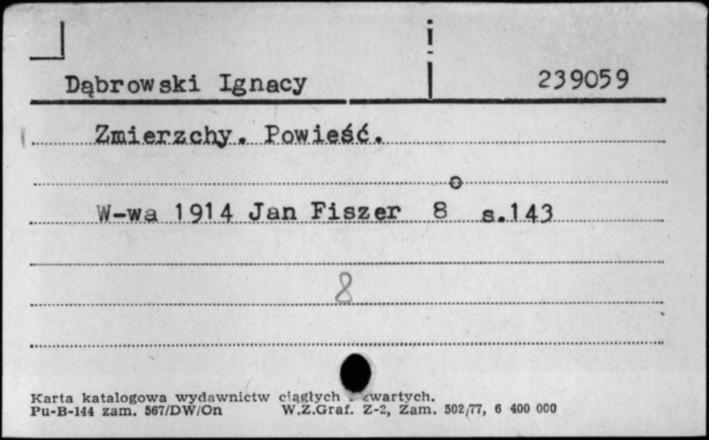 Dąbrowski Ignacy 239059
Zmierzchy. Powieść.
W-wa 1914 Jan Fiszer 8° s.143
8
Karta katalogowa wydawnictw ciągłych i zwartych.
Pu-B-144 zam. 567/DW/On W.Z.Graf. Z-2, Zam. 502/77, 6 400 000